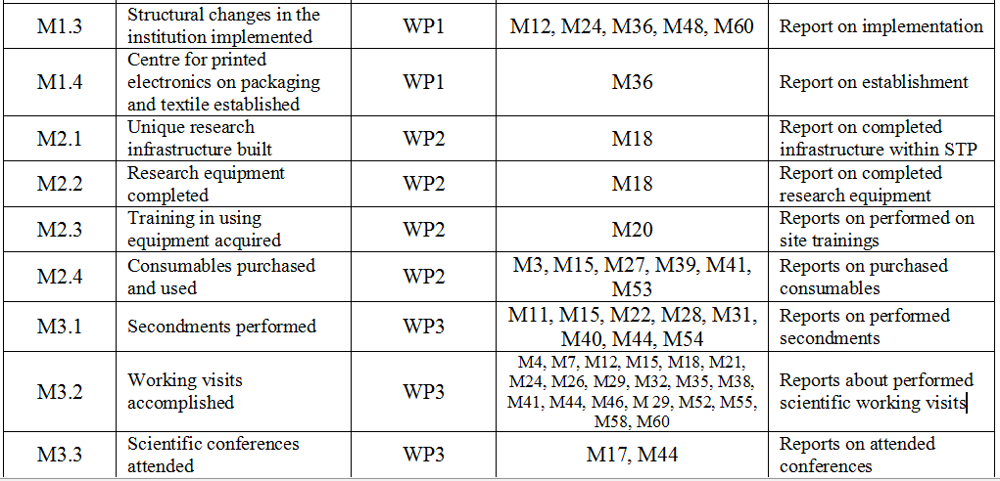 M1.3
Structural changes in the
institution implemented
WP1
M12, M24, M36, M48, M60
Report on implementation
M1.4
Centre for printed
electronics on packaging
and textile established
WP1
M36
Report on establishment
M2.1
Unique research
infrastructure built
WP2
M18
Report on completed
infrastructure within STP
M2.2
Research equipment
completed
WP2
M18
Report on completed
research equipment
M2.3
Training in using
equipment acquired
WP2
M20
Reports on performed on
site trainings
M2.4
Consumables purchased
and used
WP2
M3, M15, M27, M39, M41,
M53
Reports on purchased
consumables
M3.1
Secondments performed
WP3
M11, M15, M22, M28, M31,
M40, M44, M54
Reports on performed
secondments
M3.2
Working visits
accomplished
WP3
M4, M7, M12, M15, M18, M21,
M24, M26, M29, M32, M35, M38,
M41, M44, M46, M 29, M52, M55,
M58, M60
Reports about performed
scientific working visits
M3.3
Scientific conferences
attended
WP3
M17, M44
Reports on attended
conferences